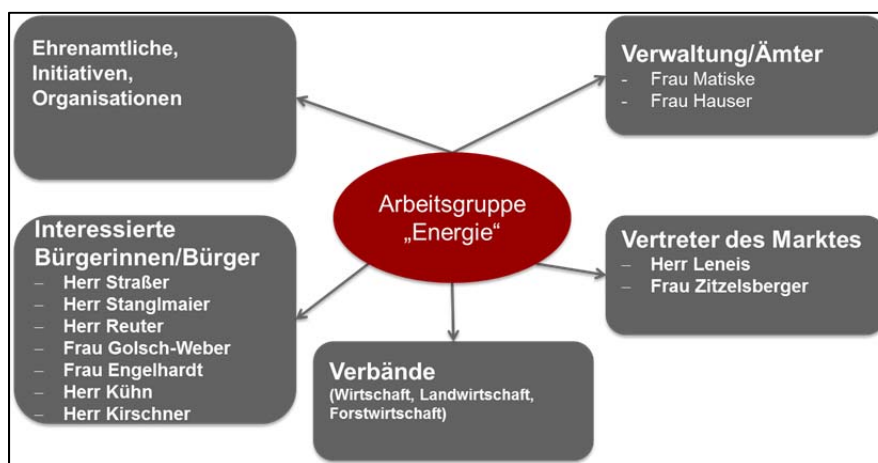 Ehrenamtliche,
Initiativen,
Organisationen
Verwaltung/Ämter
- Frau Matiske
- Frau Hauser
Arbeitsgruppe
„Energie“
Interessierte
Bürgerinnen/Bürger
– Herr Straßer
– Herr Stanglmaier
– Herr Reuter
– Frau Golsch-Weber
– Frau Engelhardt
– Herr Kühn
– Herr Kirschner
Vertreter des Marktes
– Herr Leneis
– Frau Zitzelsberger
Verbände
(Wirtschaft, Landwirtschaft,
Forstwirtschaft)